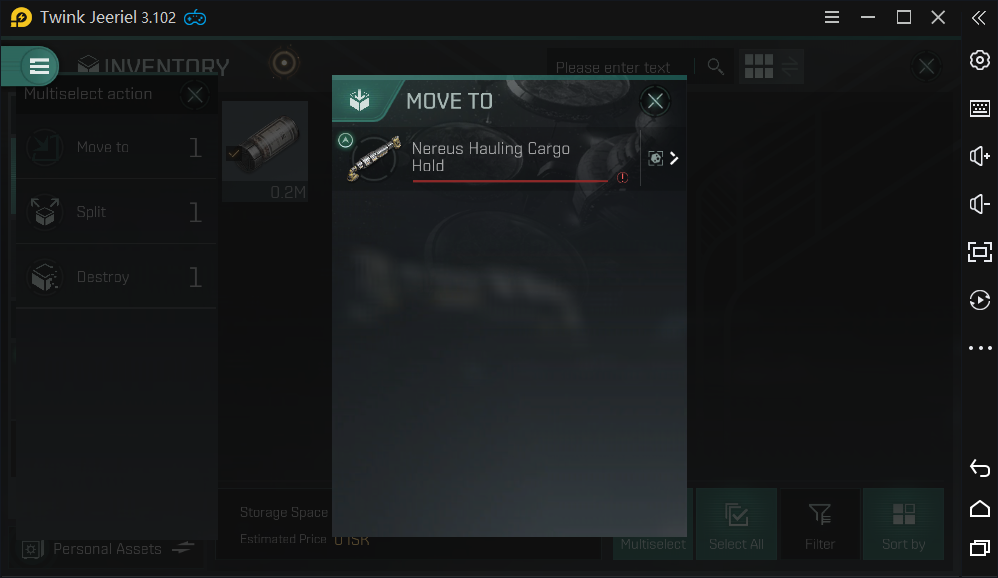 Twink Jeeriel 3.102
INVENTORY
Please enter text
Multiselect action
Move to 1
Split 1
Destroy 1
0.2M
MOVE TO
Nereus Hauling Cargo
Hold
Storage Space
Estimated Price 0 ISK
Personal Assets
Multiselect
Select All
Filter
Sort by